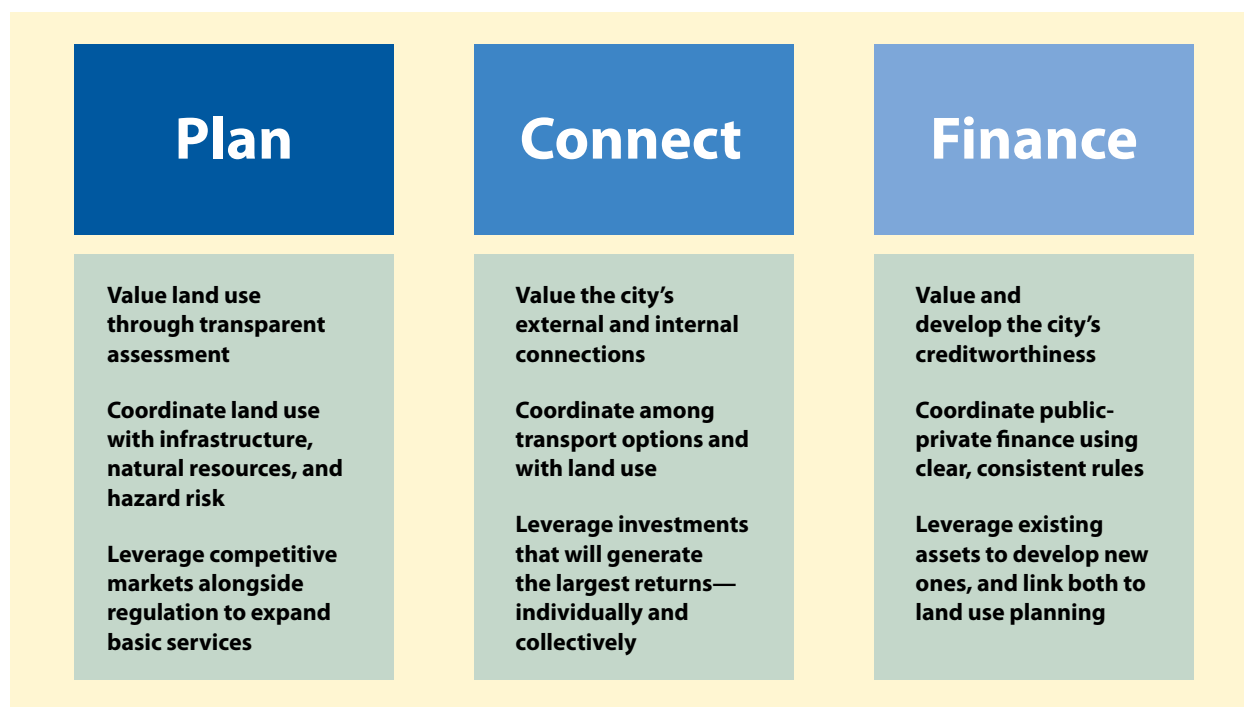 Plan
Value land use
through transparent
assessment
Coordinate land use
with infrastructure,
natural resources, and
hazard risk
Leverage competitive
markets alongside
regulation to expand
basic services
Connect
Value the city’s
external and internal
connections
Coordinate among
transport options and
with land use
Leverage investments
that will generate
the largest returns—
individually and
collectively
Finance
Value and
develop the city’s
creditworthiness
Coordinate public-
private finance using
clear, consistent rules
Leverage existing
assets to develop new
ones, and link both to
land use planning